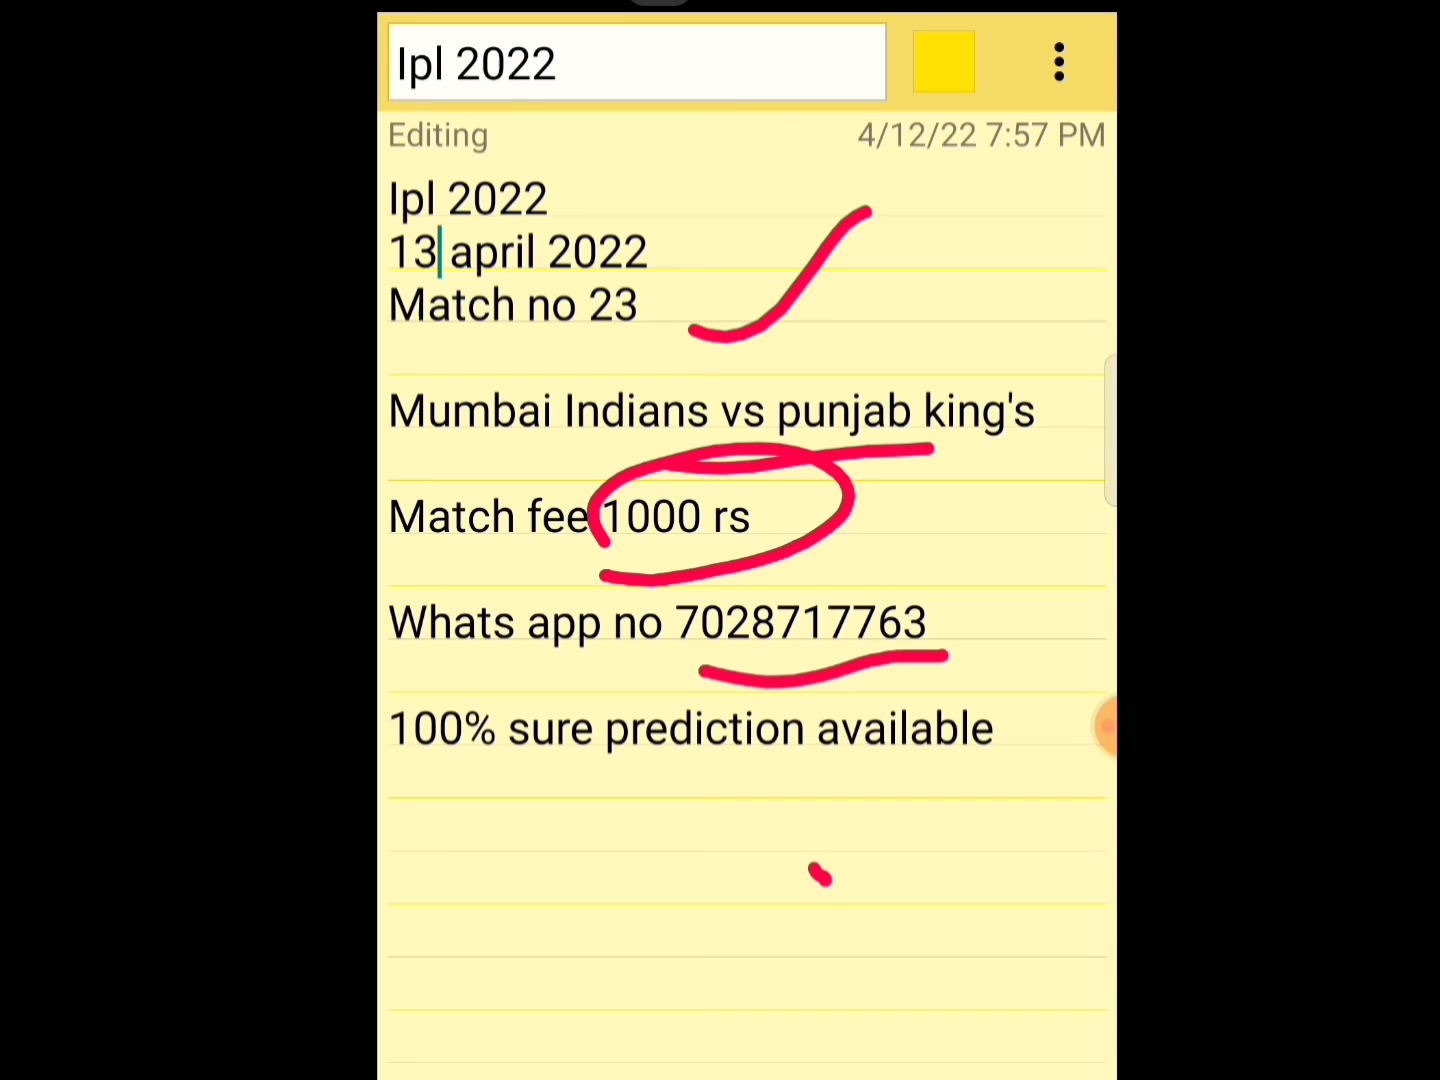 Ipl 2022
Editing 4/12/22 7:57 PM
Ipl 2022
13 april 2022
Match no 23
Mumbai Indians vs punjab king's
Match fee 1000 rs
Whats app no 7028717763
100% sure prediction available